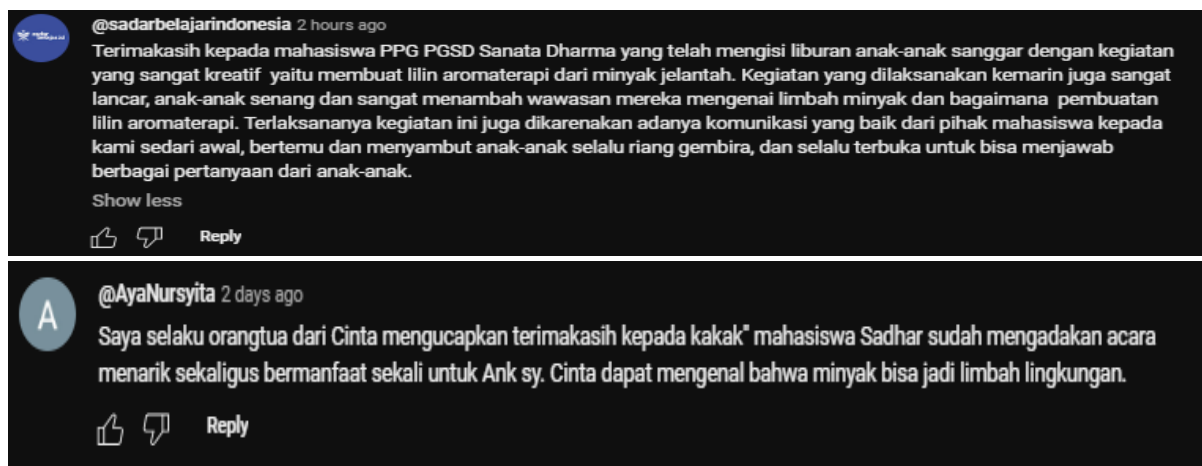 @sadarbelajarindonesia 2 hours ago
Terimakasih kepada mahasiswa PPG PGSD Sanata Dharma yang telah mengisi liburan anak-anak sanggar dengan kegiatan
yang sangat kreatif yaitu membuat lilin aromaterapi dari minyak jelantah. Kegiatan yang dilaksanakan kemarin juga sangat
lancar, anak-anak senang dan sangat menambah wawasan mereka mengenai limbah minyak dan bagaimana pembuatan
lilin aromaterapi. Terlaksananya kegiatan ini juga dikarenakan adanya komunikasi yang baik dari pihak mahasiswa kepada
kami sedari awal, bertemu dan menyambut anak-anak selalu riang gembira, dan selalu terbuka untuk bisa menjawab
berbagai pertanyaan dari anak-anak.
Show less
Reply
A
@AyaNursyita 2 days ago
Saya selaku orangtua dari Cinta mengucapkan terimakasih kepada kakak" mahasiswa Sadhar sudah mengadakan acara
menarik sekaligus bermanfaat sekali untuk Ank sy. Cinta dapat mengenal bahwa minyak bisa jadi limbah lingkungan.
Reply